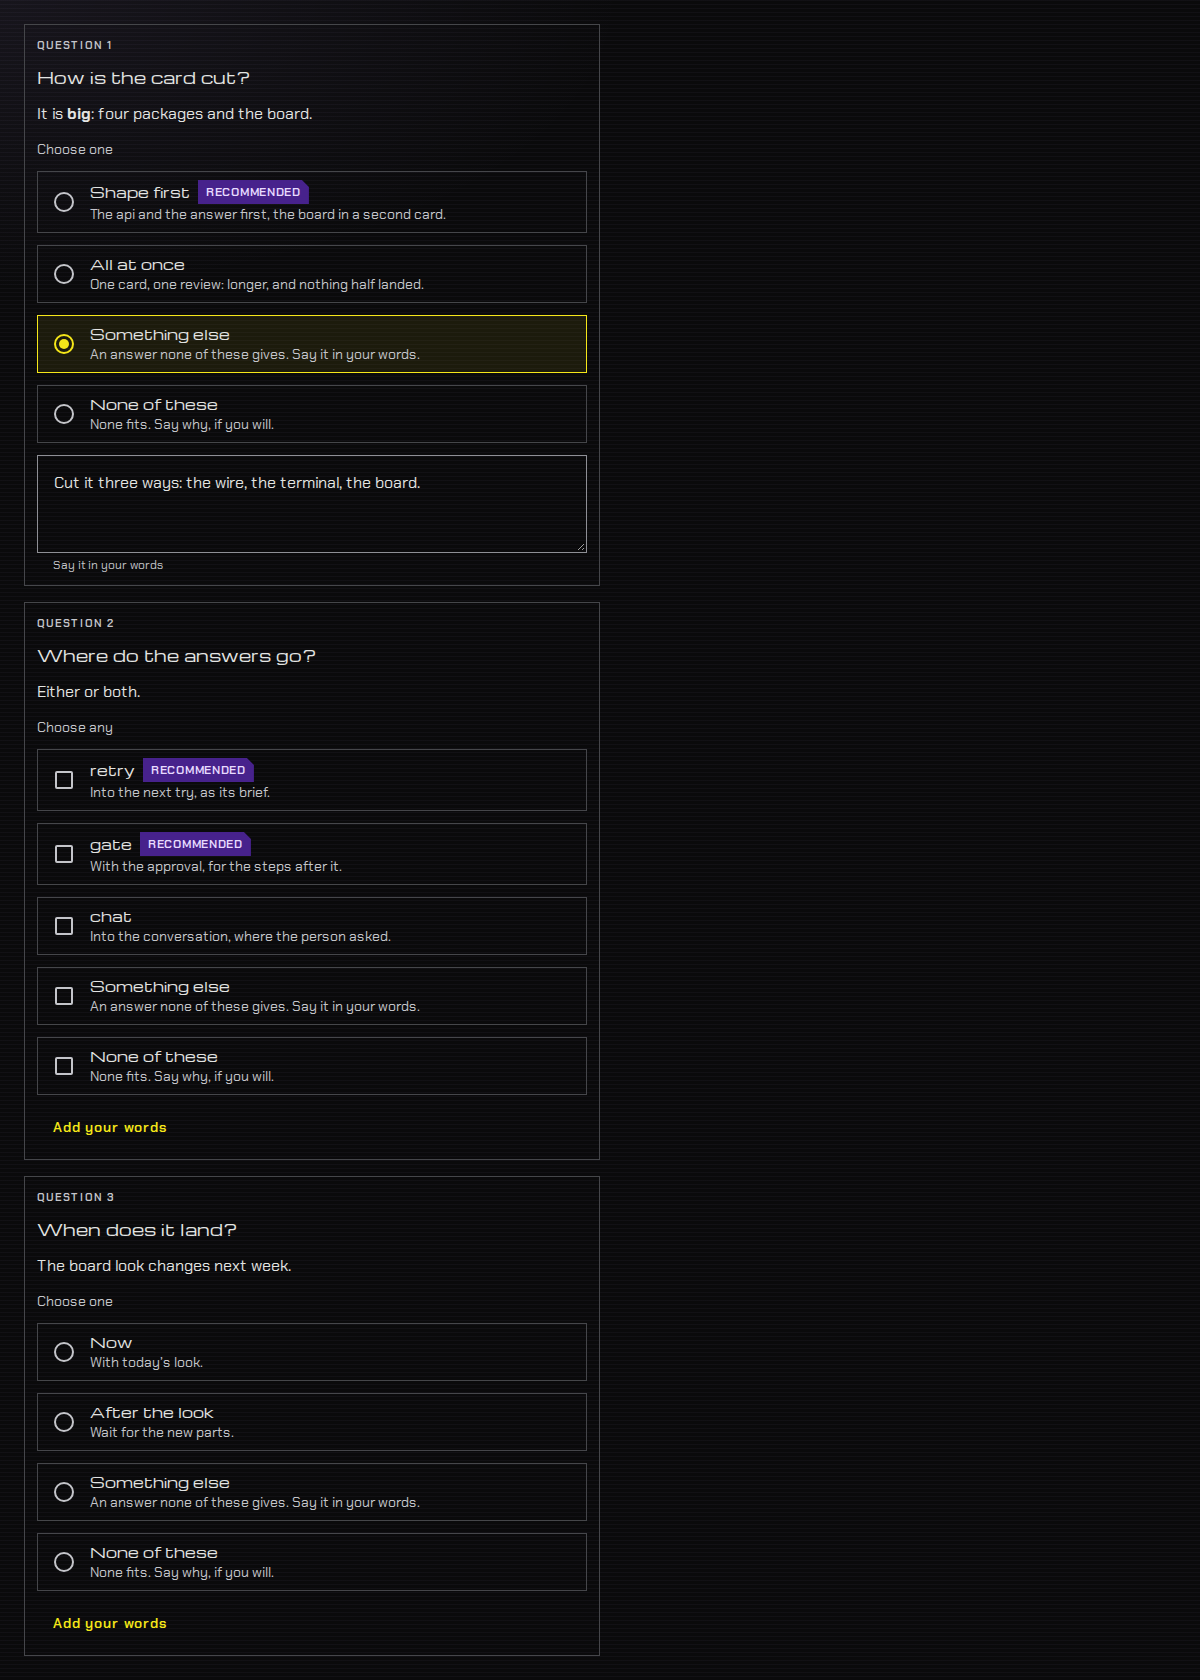 QUESTION 1
How is the card cut?
It is big: four packages and the board.
Choose one
Shape first RECOMMENDED
The api and the answer first, the board in a second card.
All at once
One card, one review: longer, and nothing half landed.
Something else
An answer none of these gives. Say it in your words.
None of these
None fits. Say why, if you will.
Cut it three ways: the wire, the terminal, the board.
Say it in your words
QUESTION 2
Where do the answers go?
Either or both.
Choose any
retry RECOMMENDED
Into the next try, as its brief.
gate RECOMMENDED
With the approval, for the steps after it.
chat
Into the conversation, where the person asked.
Something else
An answer none of these gives. Say it in your words.
None of these
None fits. Say why, if you will.
Add your words
QUESTION 3
When does it land?
The board look changes next week.
Choose one
Now
With today's look.
After the look
Wait for the new parts.
Something else
An answer none of these gives. Say it in your words.
None of these
None fits. Say why, if you will.
Add your words